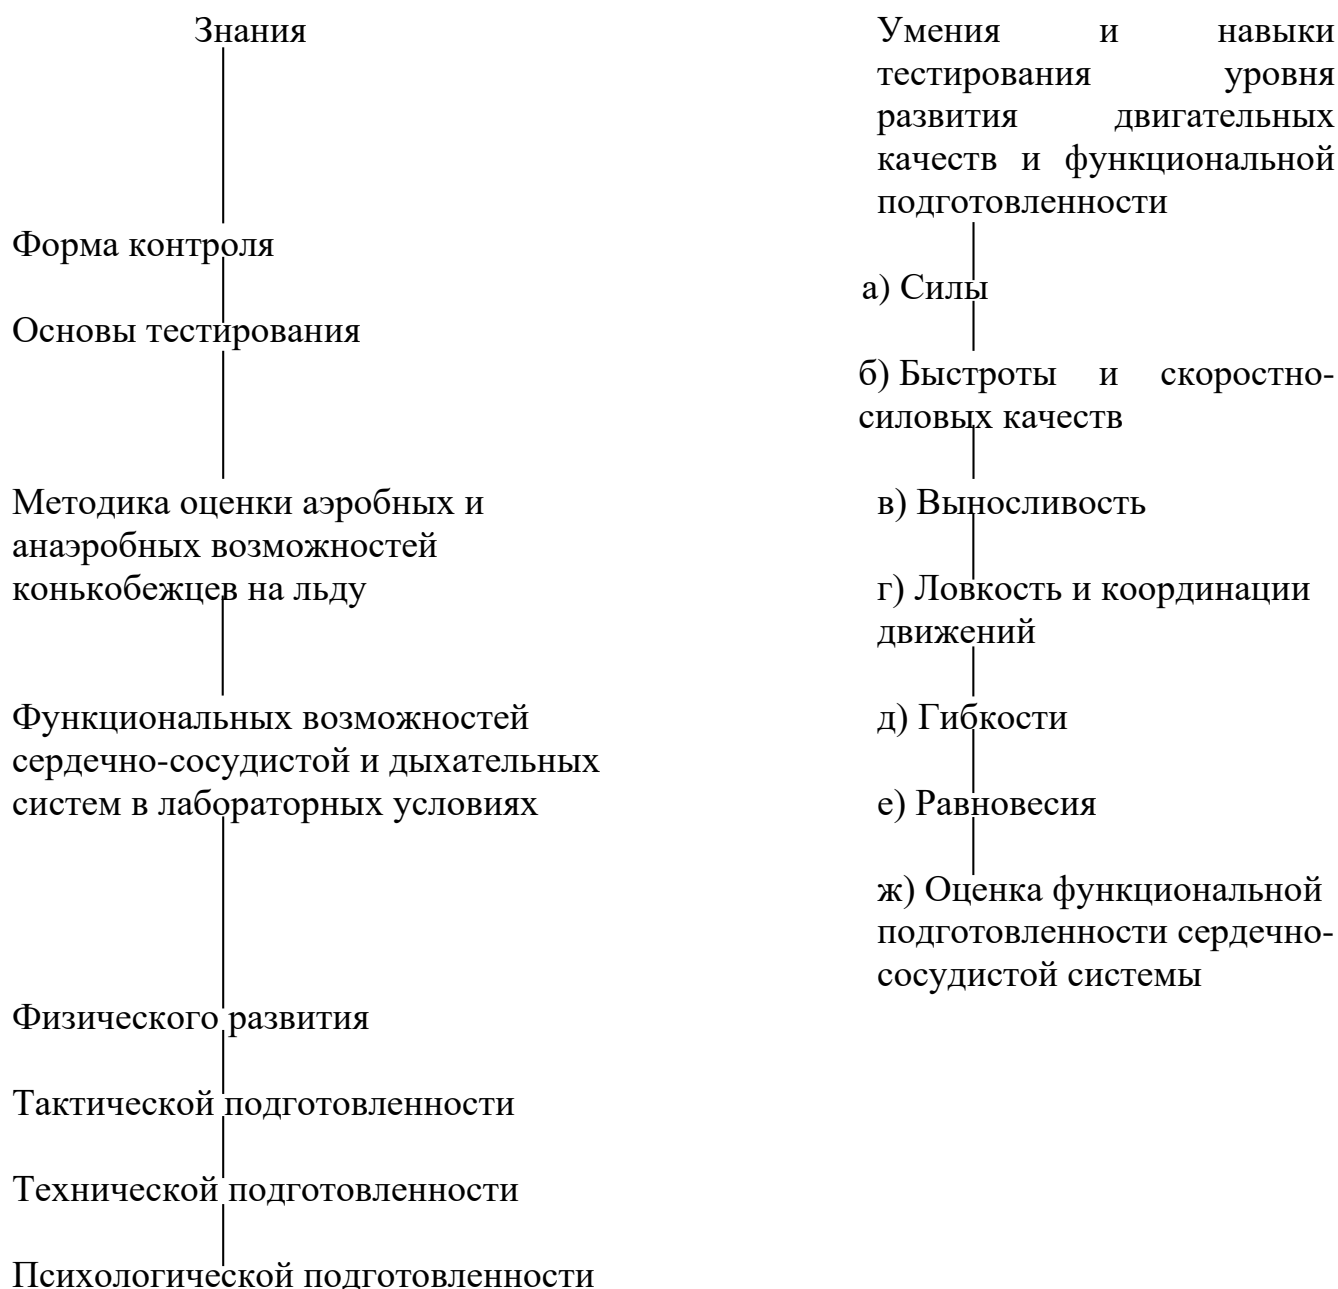 Знания
Форма контроля
Основы тестирования
Методика оценки аэробных и
анаэробных возможностей
конькобежцев на льду
Функциональных возможностей
сердечно-сосудистой и дыхательных
систем в лабораторных условиях
Физического развития
Тактической подготовленности
Технической подготовленности
Психологической подготовленности
Умения и навыки
тестирования уровня
развития двигательных
качеств и функциональной
подготовленности
а) Силы
б) Быстроты и скоростно-
силовых качеств
в) Выносливость
г) Ловкость и координации
движений
д) Гибкости
е) Равновесия
ж) Оценка функциональной
подготовленности сердечно-
сосудистой системы